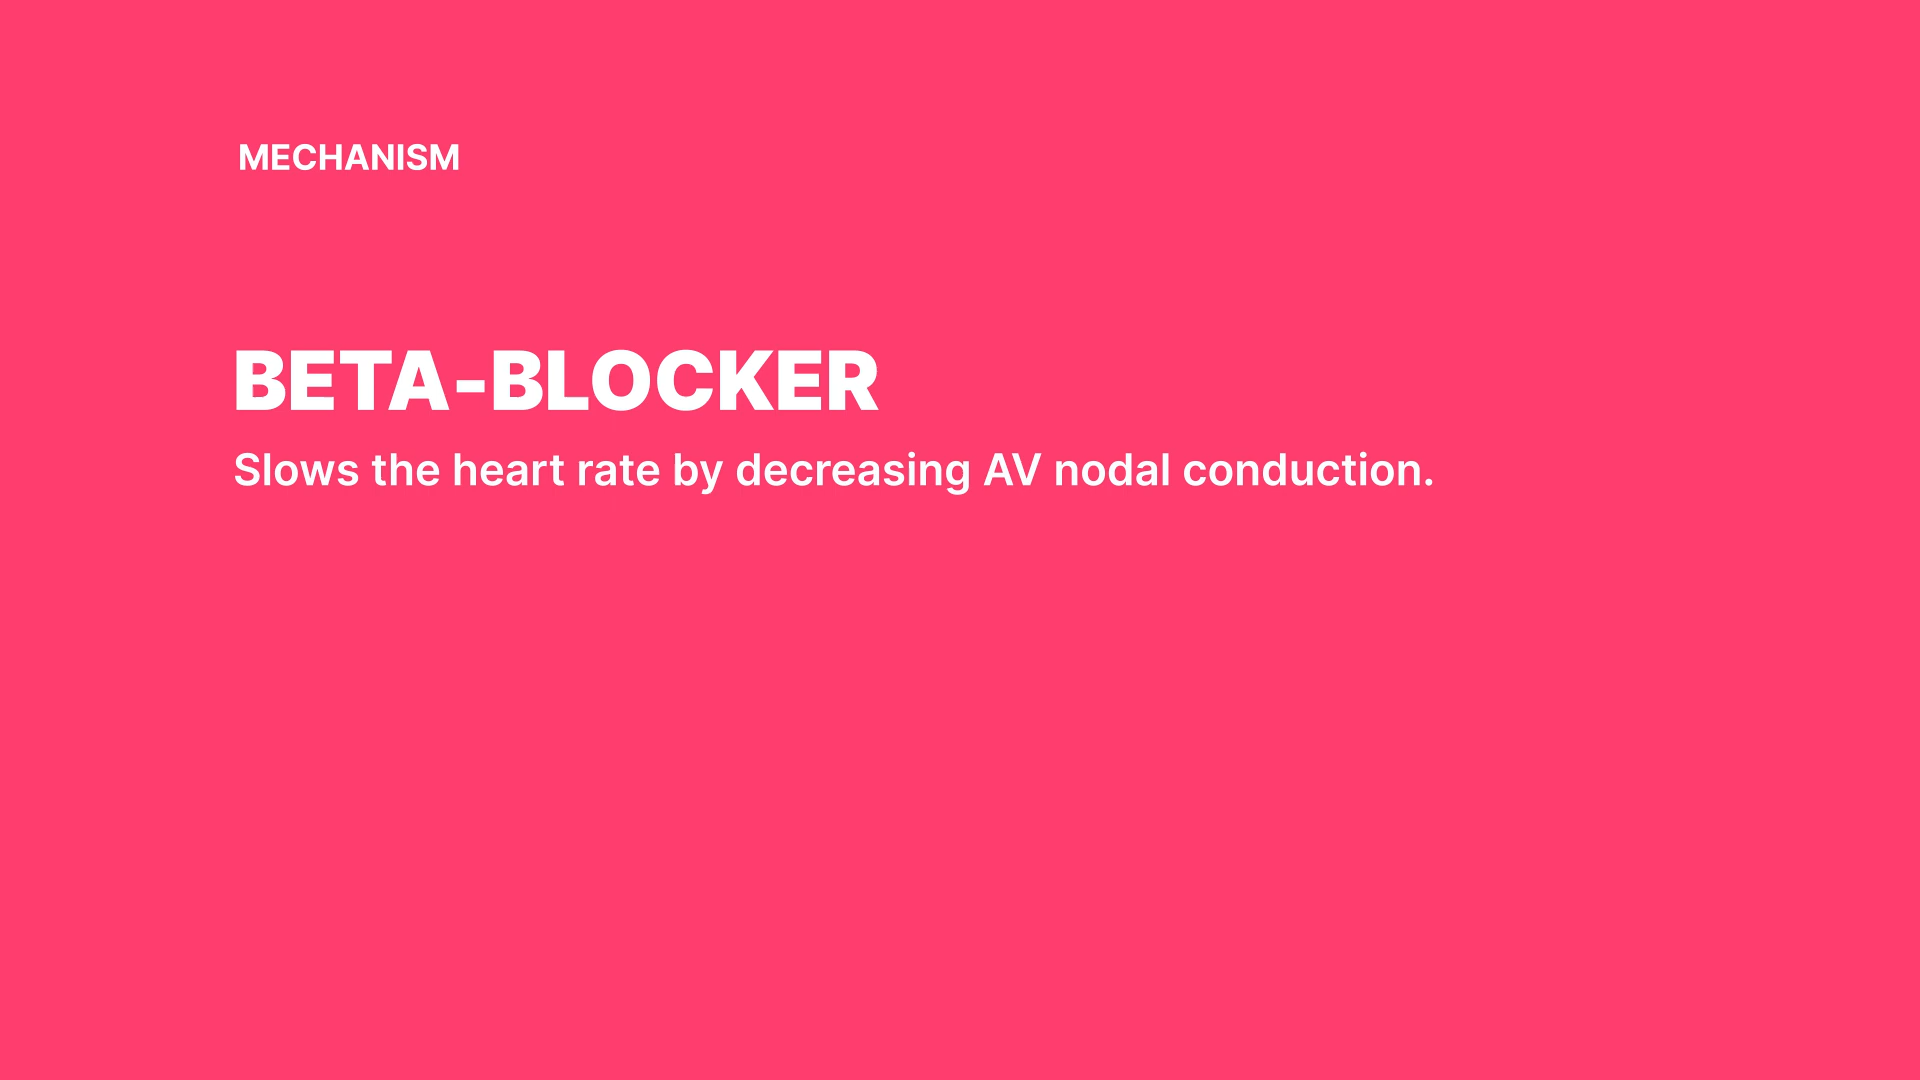 MECHANISM
BETA-BLOCKER
Slows the heart rate by decreasing AV nodal conduction.